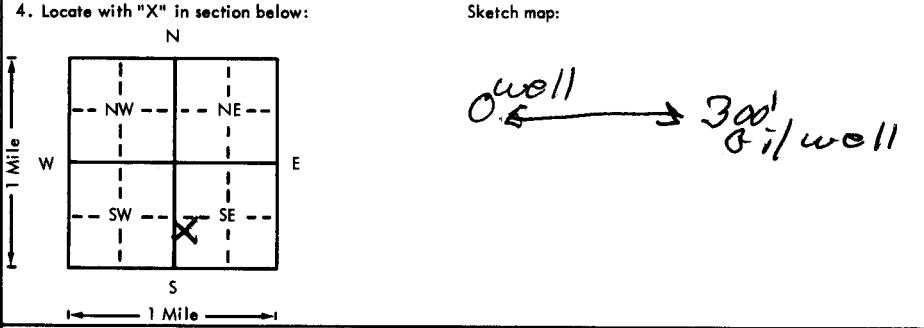 4. Locate with "X" in section below:
Sketch map:
N
NW
NE
W
E
1 Mile
SW
X
SE
S
1 Mile
O well
300'
Oil well